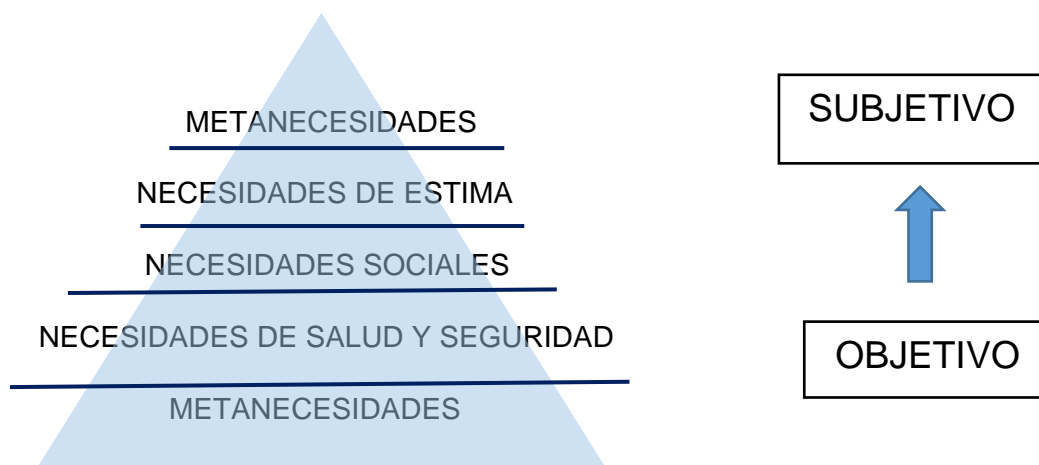 METANECESIDADES
NECESIDADES DE ESTIMA
NECESIDADES SOCIALES
NECESIDADES DE SALUD Y SEGURIDAD
METANECESIDADES
SUBJETIVO
OBJETIVO